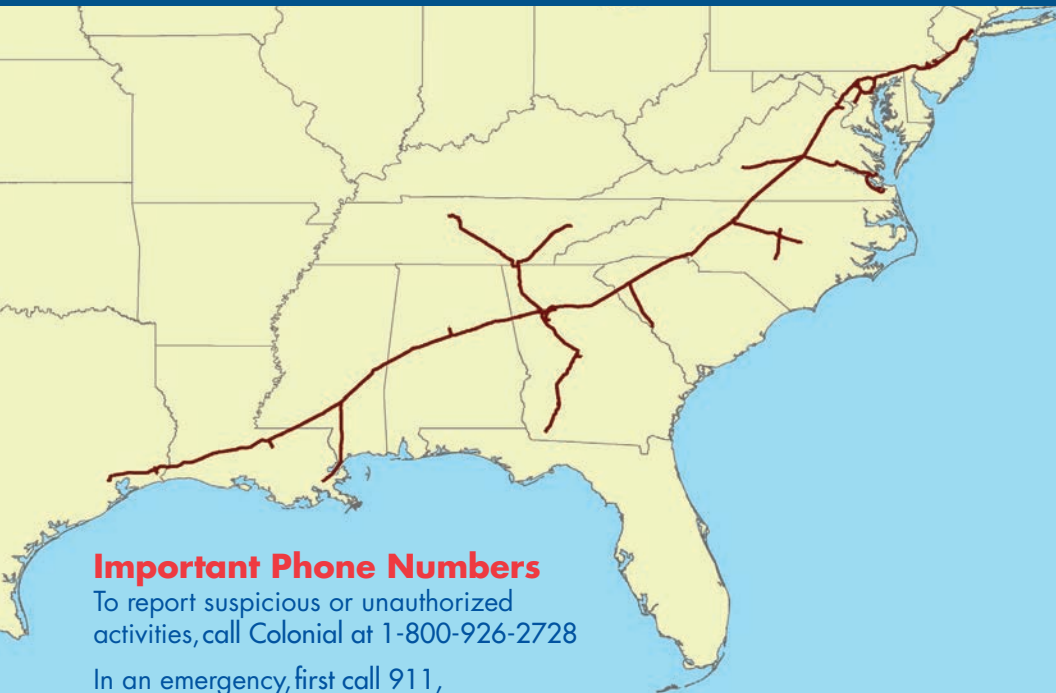 Important Phone Numbers
To report suspicious or unauthorized
activities, call Colonial at 1-800-926-2728
In an emergency, first call 911,